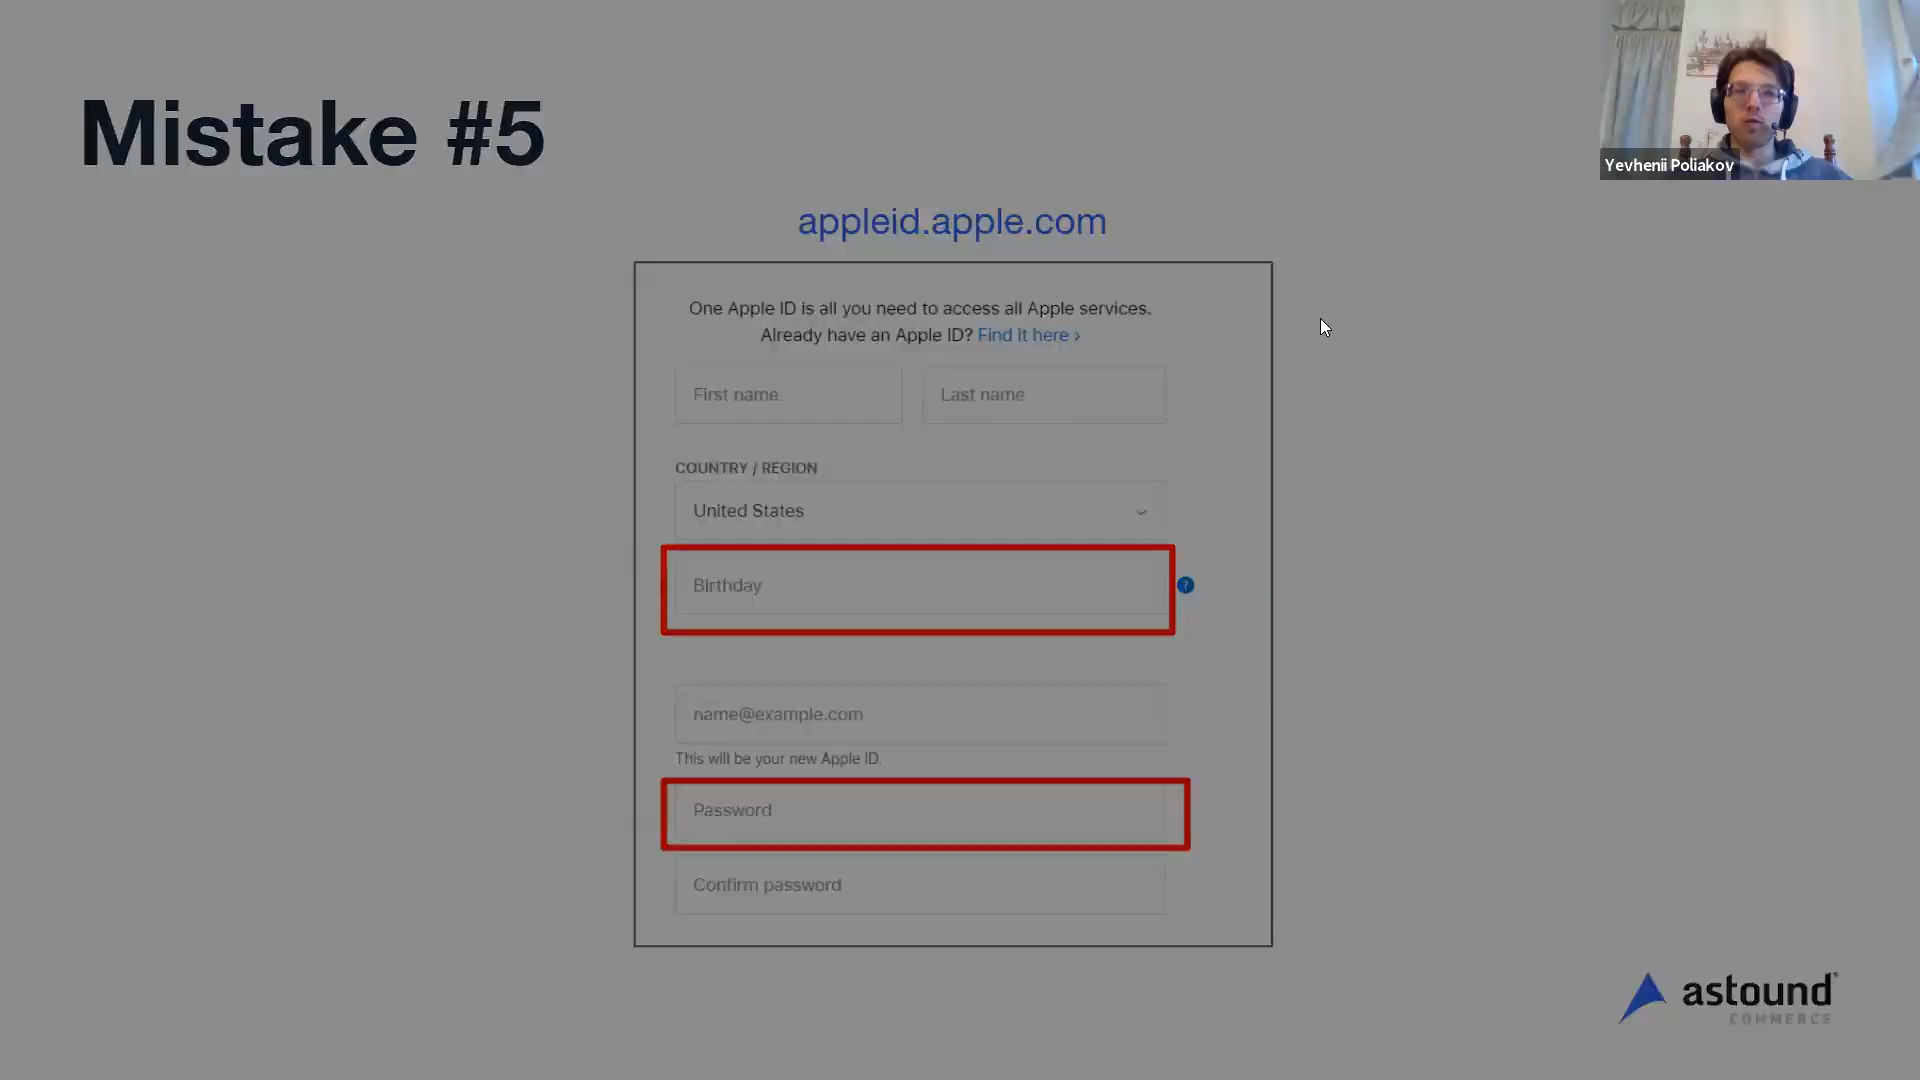 Mistake #5
Yevhenii Poliakov
appleid.apple.com
One Apple ID is all you need to access all Apple services.
Already have an Apple ID? Find it here ›
First name
Last name
COUNTRY / REGION
United States
Birthday
?
name@example.com
This will be your new Apple ID.
Password
Confirm password
astound®
COMMERCE